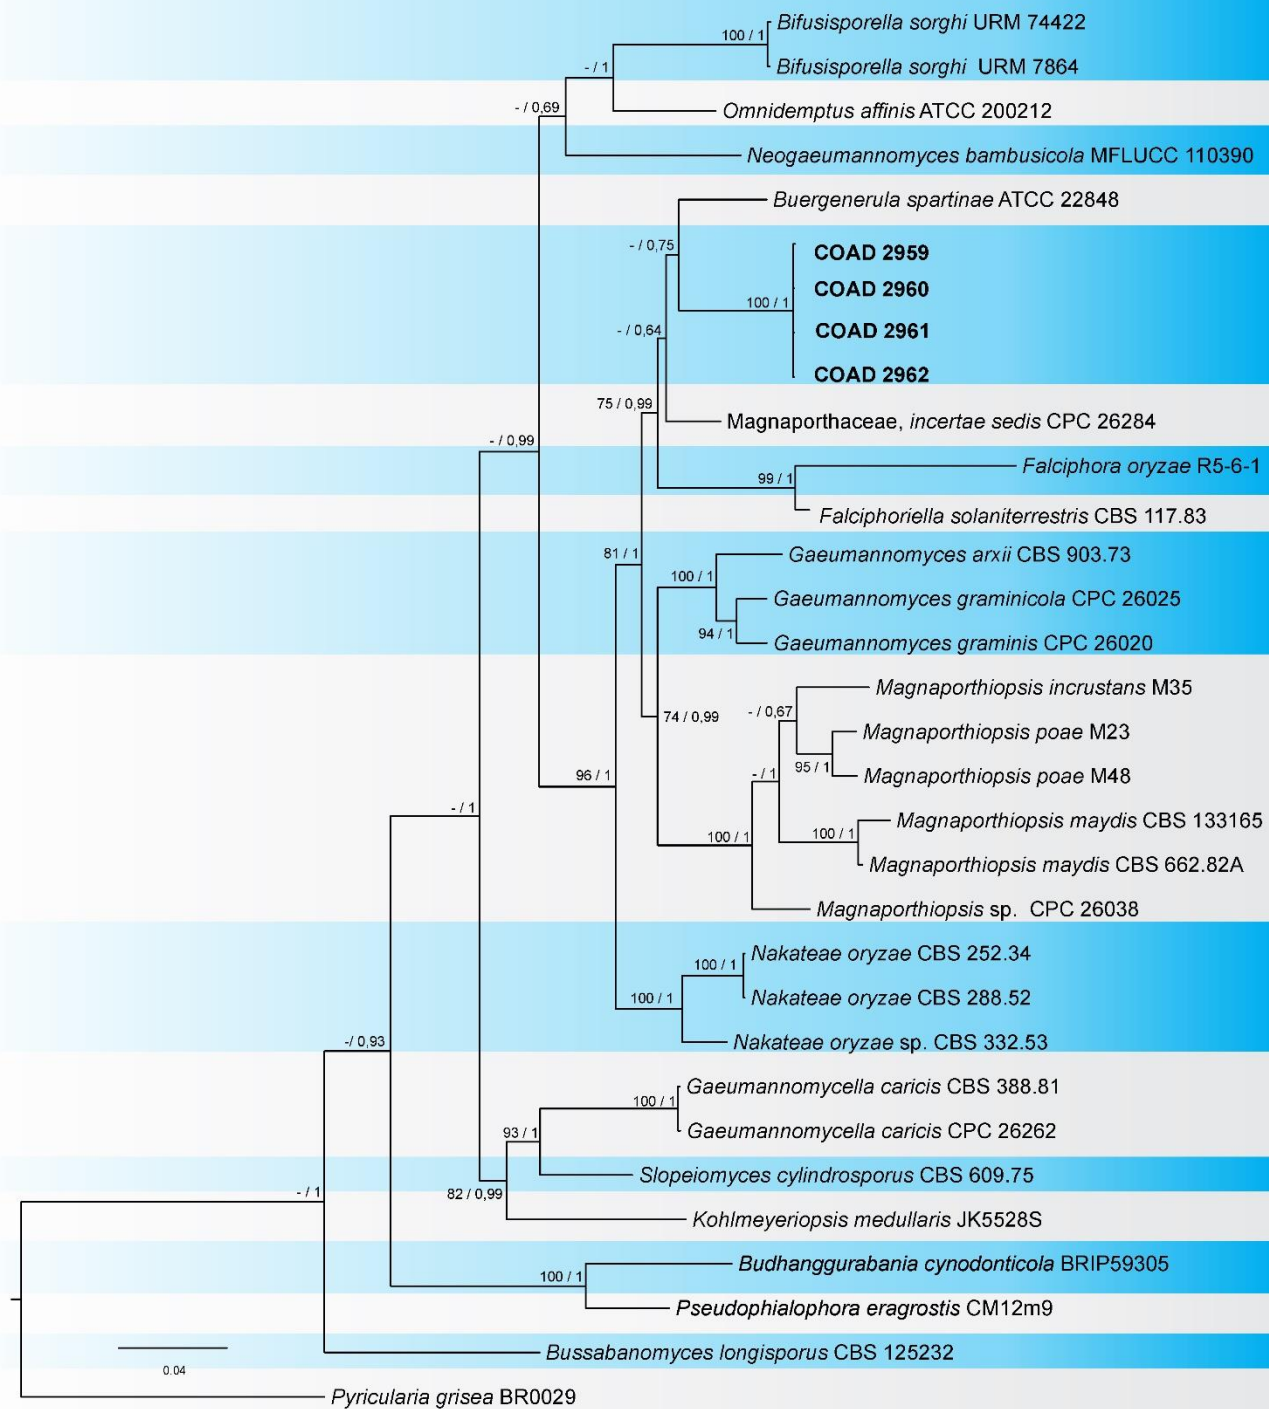 Bifusisporella sorghi URM 74422
100 / 1
Bifusisporella sorghi URM 7864
- / 1
Omnidemptus affinis ATCC 200212
- / 0,69
Neogaeumannomyces bambusicola MFLUCC 110390
Buergenerula spartinae ATCC 22848
- / 0,75
COAD 2959
COAD 2960
100 / 1
COAD 2961
- / 0,64
COAD 2962
75 / 0,99
Magnaporthaceae, incertae sedis CPC 26284
- / 0,99
Falciphora oryzae R5-6-1
99 / 1
Falciphoriella solaniterrestris CBS 117.83
81 / 1
Gaeumannomyces arxii CBS 903.73
100 / 1
Gaeumannomyces graminicola CPC 26025
94 / 1
Gaeumannomyces graminis CPC 26020
Magnaporthiopsis incrustans M35
74 / 0,99
- / 0,67
Magnaporthiopsis poae M23
95 / 1
Magnaporthiopsis poae M48
- / 1
96 / 1
- / 1
Magnaporthiopsis maydis CBS 133165
100 / 1
100 / 1
Magnaporthiopsis maydis CBS 662.82A
Magnaporthiopsis sp. CPC 26038
Nakateae oryzae CBS 252.34
100 / 1
Nakateae oryzae CBS 288.52
100 / 1
Nakateae oryzae sp. CBS 332.53
-/ 0,93
Gaeumannomycella caricis CBS 388.81
100 / 1
Gaeumannomycella caricis CPC 26262
93 / 1
Slopeiomyces cylindrosporus CBS 609.75
82 / 0,99
- / 1
Kohlmeyeriopsis medullaris JK5528S
Budhanggurabania cynodonticola BRIP59305
100 / 1
Pseudophialophora eragrostis CM12m9
Bussabanomyces longisporus CBS 125232
0.04
Pyricularia grisea BR0029